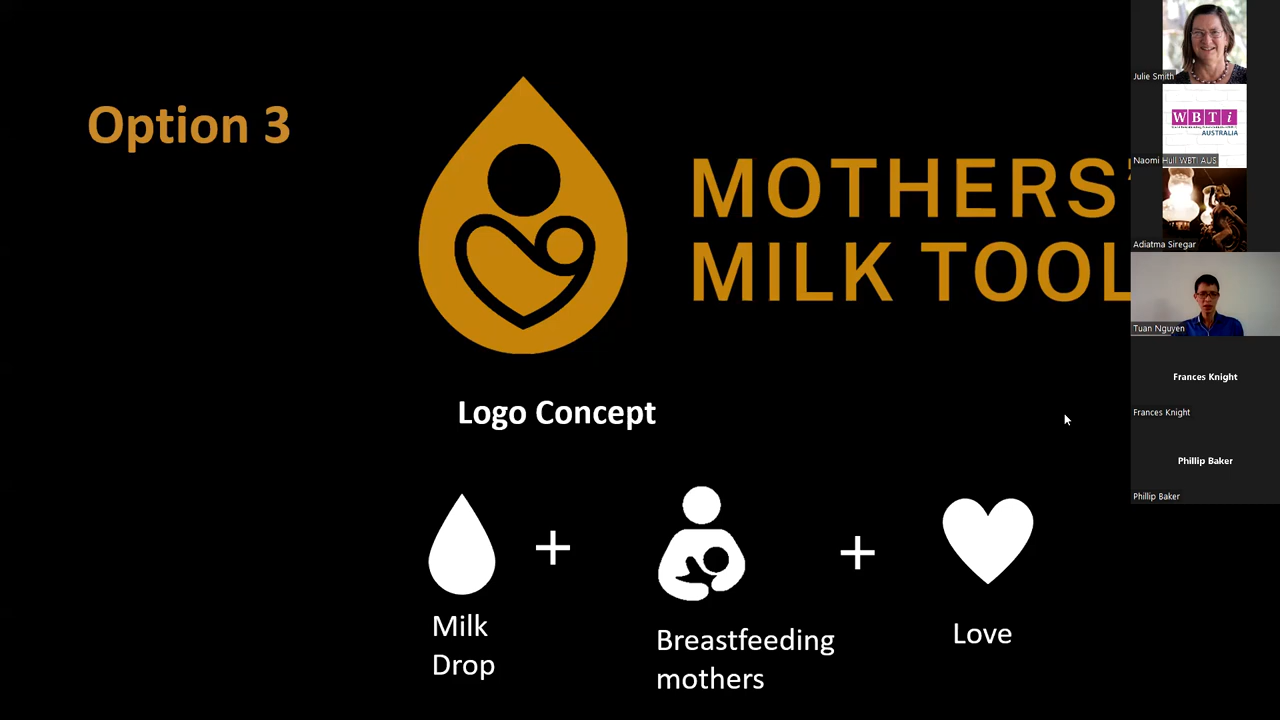 Option 3
MOTHERS'
MILK TOOL
Logo Concept
+
+
Milk
Drop
Breastfeeding
mothers
Love
Julie Smith
WBTi
AUSTRALIA
Naomi Hull WBTI AUS
Adiatma Siregar
Tuan Nguyen
Frances Knight
Frances Knight
Phillip Baker
Phillip Baker